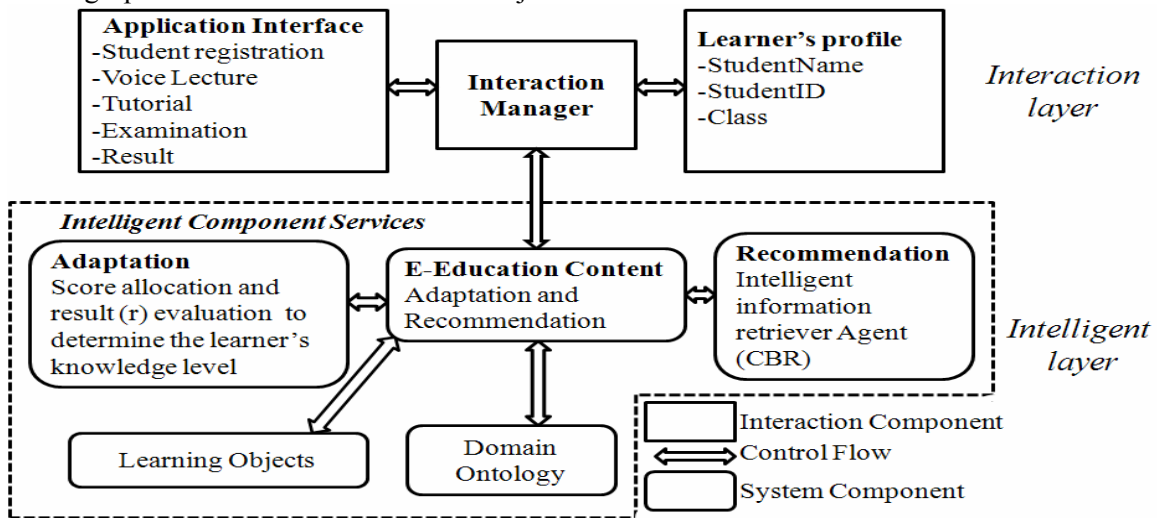 Application Interface
-Student registration
-Voice Lecture
-Tutorial
-Examination
-Result
Interaction
Manager
Learner's profile
-StudentName
-StudentID
-Class
Interaction
layer
Intelligent Component Services
Adaptation
Score allocation and
result (r) evaluation to
determine the learner's
knowledge level
E-Education Content
Adaptation and
Recommendation
Recommendation
Intelligent
information
retriever Agent
(CBR)
Intelligent
layer
Learning Objects
Domain
Ontology
Interaction Component
Control Flow
System Component